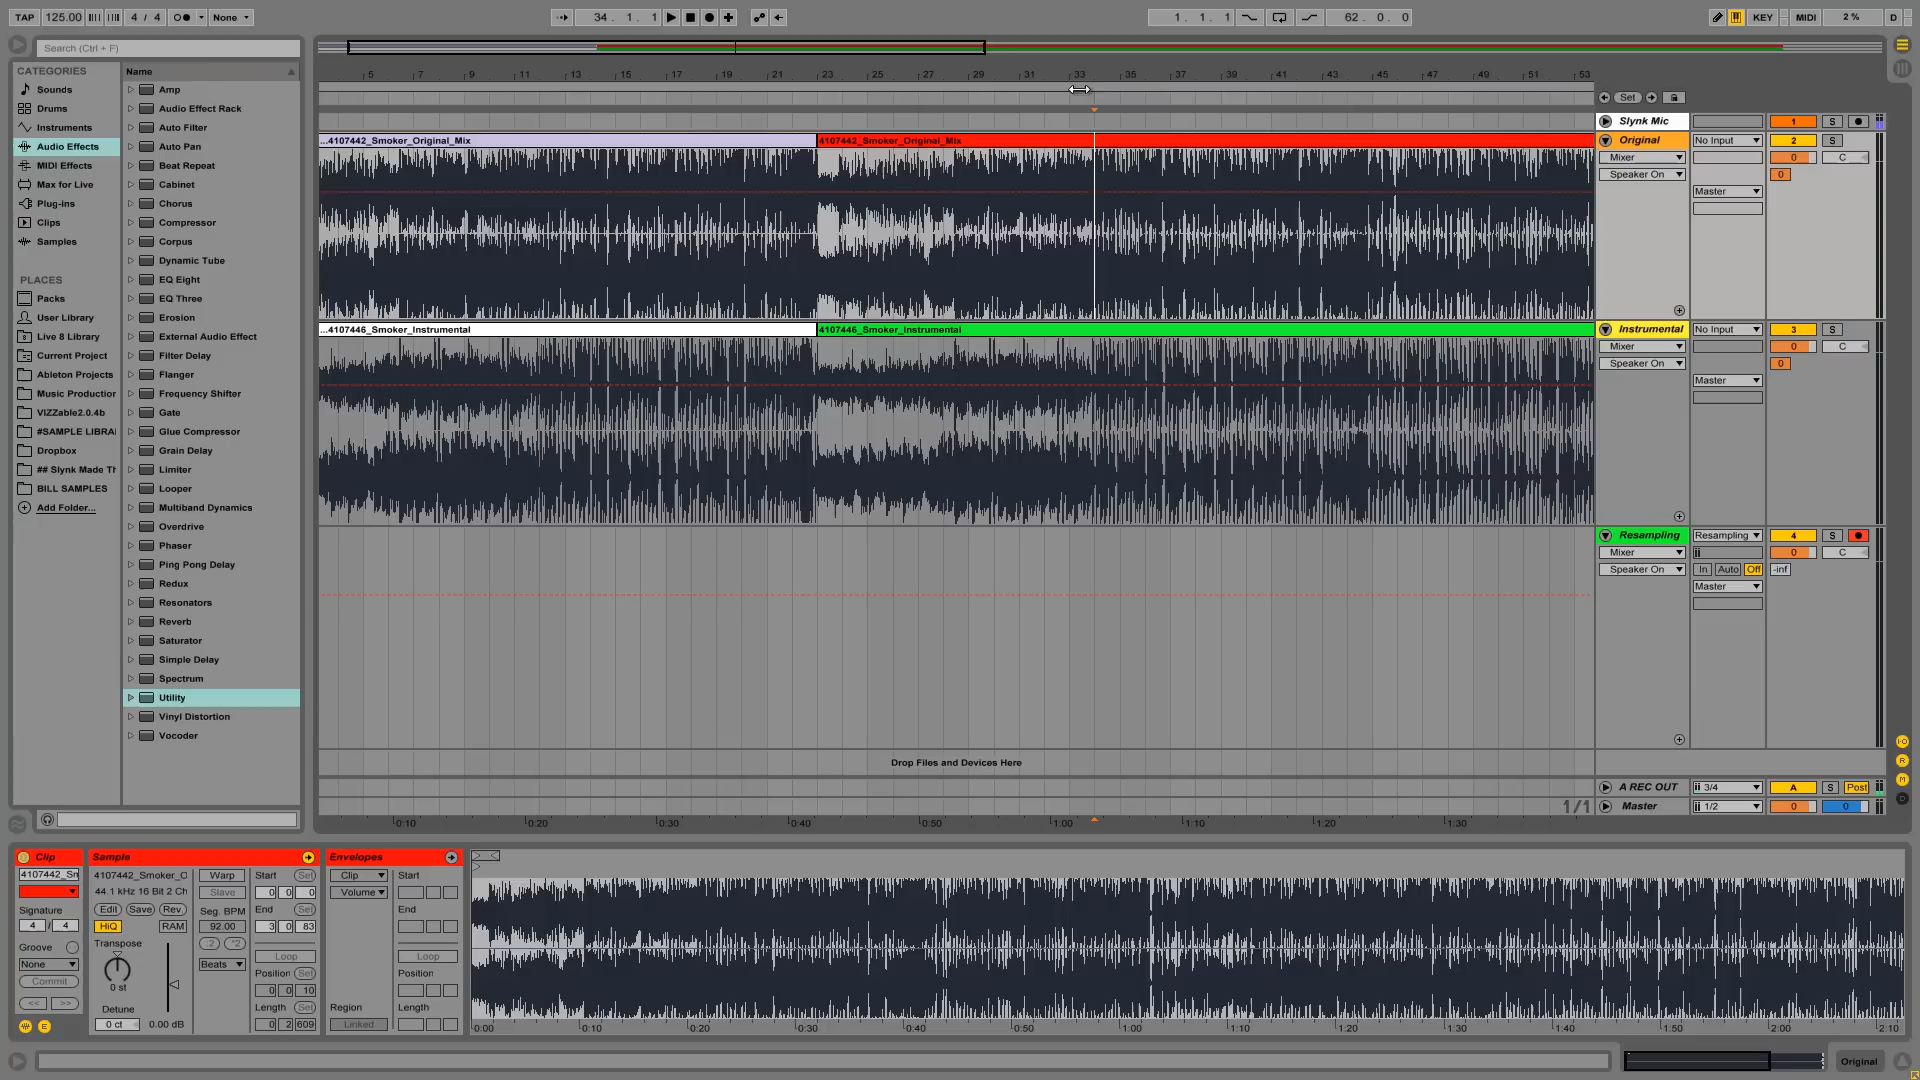 TAP 125.00 4 / 4 None 34. 1. 1 1. 1. 1 62. 0. 0 KEY MIDI 2 % D
Search (Ctrl + F)
CATEGORIES
Sounds
Drums
Instruments
Audio Effects
MIDI Effects
Max for Live
Plug-ins
Clips
Samples
PLACES
Packs
User Library
Live 8 Library
Current Project
Ableton Projects
Music Production
VIZZable2.0.4b
#SAMPLE LIBRA
Dropbox
## Slynk Made Th
BILL SAMPLES
Add Folder...
Name
Amp
Audio Effect Rack
Auto Filter
Auto Pan
Beat Repeat
Cabinet
Chorus
Compressor
Corpus
Dynamic Tube
EQ Eight
EQ Three
Erosion
External Audio Effect
Filter Delay
Flanger
Frequency Shifter
Gate
Glue Compressor
Grain Delay
Limiter
Looper
Multiband Dynamics
Overdrive
Phaser
Ping Pong Delay
Redux
Resonators
Reverb
Saturator
Simple Delay
Spectrum
Utility
Vinyl Distortion
Vocoder
5 7 9 11 13 15 17 19 21 23 25 27 29 31 33 35 37 39 41 43 45 47 49 51 53
Set
Slynk Mic 1 S
...4107442_Smoker_Original_Mix 4107442_Smoker_Original_Mix Original No Input 2 S
Mixer 0 C
Speaker On 0
Master
...4107446_Smoker_Instrumental 4107446_Smoker_Instrumental Instrumental No Input 3 S
Mixer 0 C
Speaker On 0
Master
Resampling Resampling 4 S
Mixer 0 C
Speaker On In Auto Off -inf
Master
Drop Files and Devices Here
A REC OUT 3/4 A S Post
1/1 Master 1/2 0 0
0:10 0:20 0:30 0:40 0:50 1:00 1:10 1:20 1:30
Clip
4107442_Sn
Signature
4 / 4
Groove
None
Commit
<< >>
E
Sample
4107442_Smoker_O
44.1 kHz 16 Bit 2 Ch
Edit Save Rev
HiQ RAM
Transpose
0 st
Detune
0 ct 0.00 dB
Warp
Slave
Seg. BPM
92.00
:2 *2
Beats
Start Set
0 0 0
End Set
3 0 83
Loop
Position Set
0 0 10
Length Set
0 2 609
Envelopes
Clip
Volume
Region
Linked
Start
End
Loop
Position
Length
0:00 0:10 0:20 0:30 0:40 0:50 1:00 1:10 1:20 1:30 1:40 1:50 2:00 2:10
Original